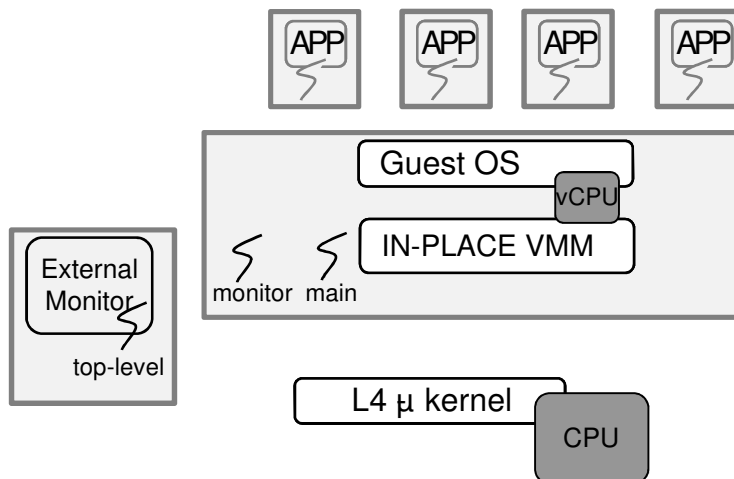 APP APP APP APP
Guest OS
vCPU
IN-PLACE VMM
External
Monitor
monitor main
top-level
L4 µ kernel
CPU